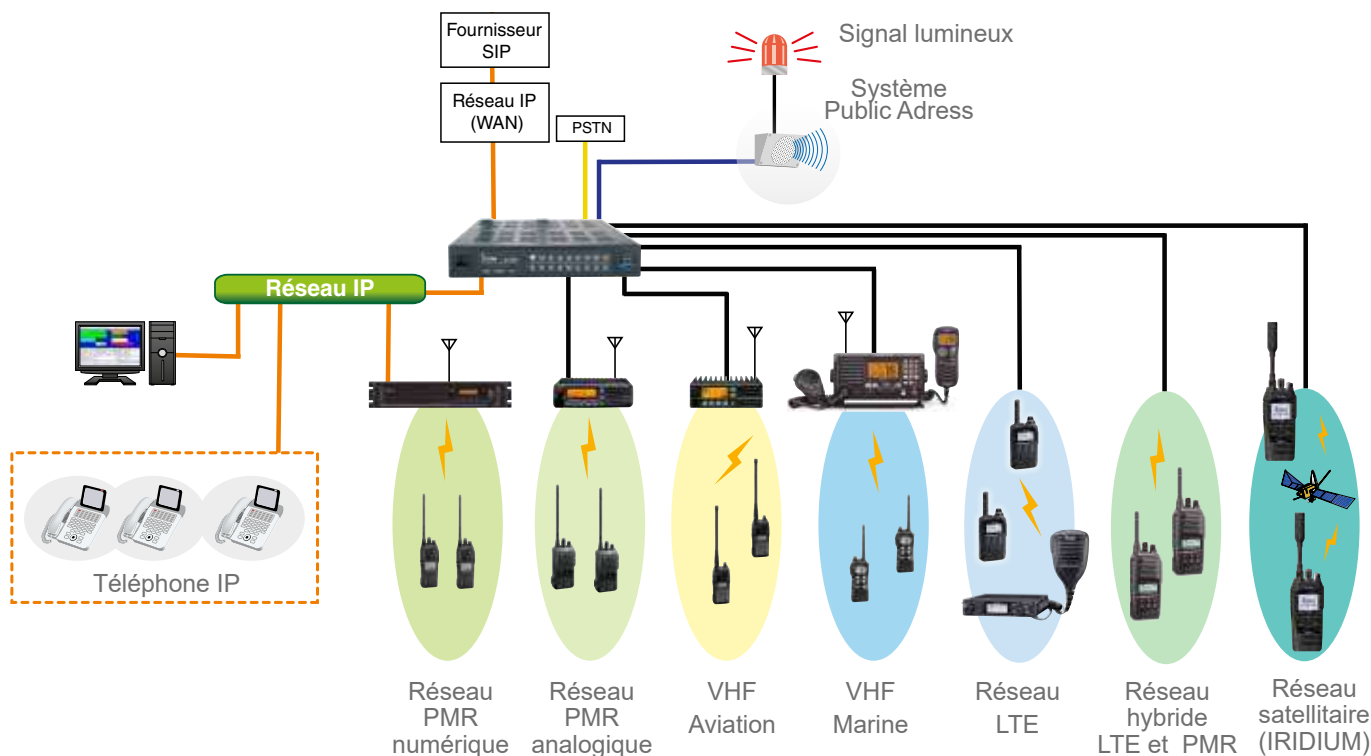 Fournisseur
SIP
Réseau IP
(WAN)
PSTN
Signal lumineux
Système
Public Adress
Réseau IP
Téléphone IP
Réseau
PMR
numérique
Réseau
PMR
analogique
VHF
Aviation
VHF
Marine
Réseau
LTE
Réseau
hybride
LTE et PMR
Réseau
satellitaire
(IRIDIUM)